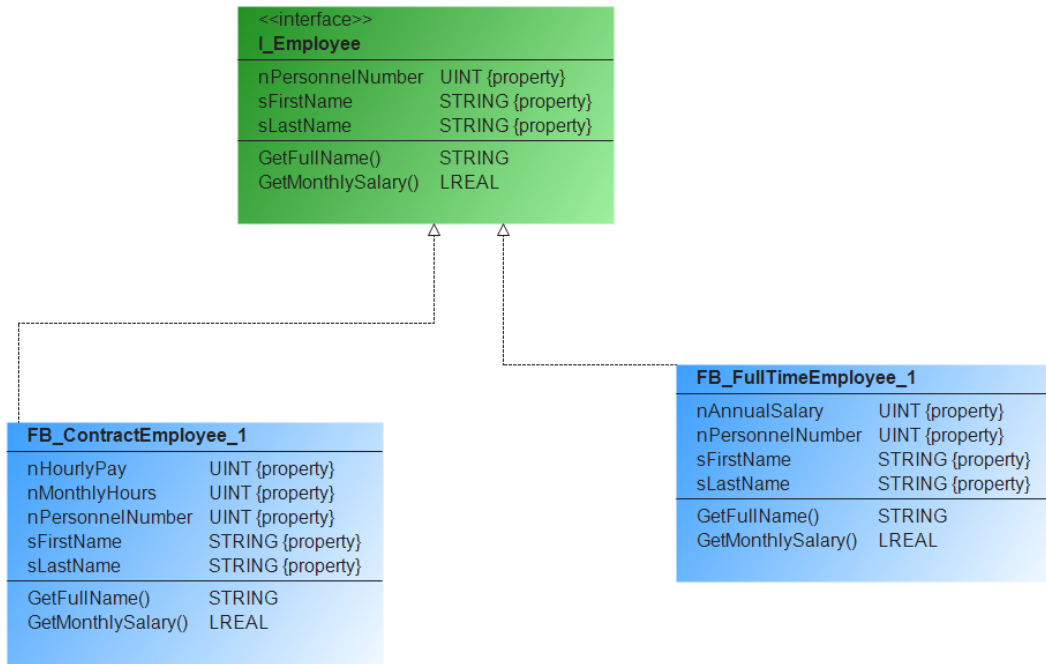 <<interface>>
I_Employee
nPersonnelNumber UINT {property}
sFirstName STRING {property}
sLastName STRING {property}
GetFullName() STRING
GetMonthlySalary() LREAL
FB_FullTimeEmployee_1
nAnnualSalary UINT {property}
nPersonnelNumber UINT {property}
sFirstName STRING {property}
sLastName STRING {property}
GetFullName() STRING
GetMonthlySalary() LREAL
FB_ContractEmployee_1
nHourlyPay UINT {property}
nMonthlyHours UINT {property}
nPersonnelNumber UINT {property}
sFirstName STRING {property}
sLastName STRING {property}
GetFullName() STRING
GetMonthlySalary() LREAL